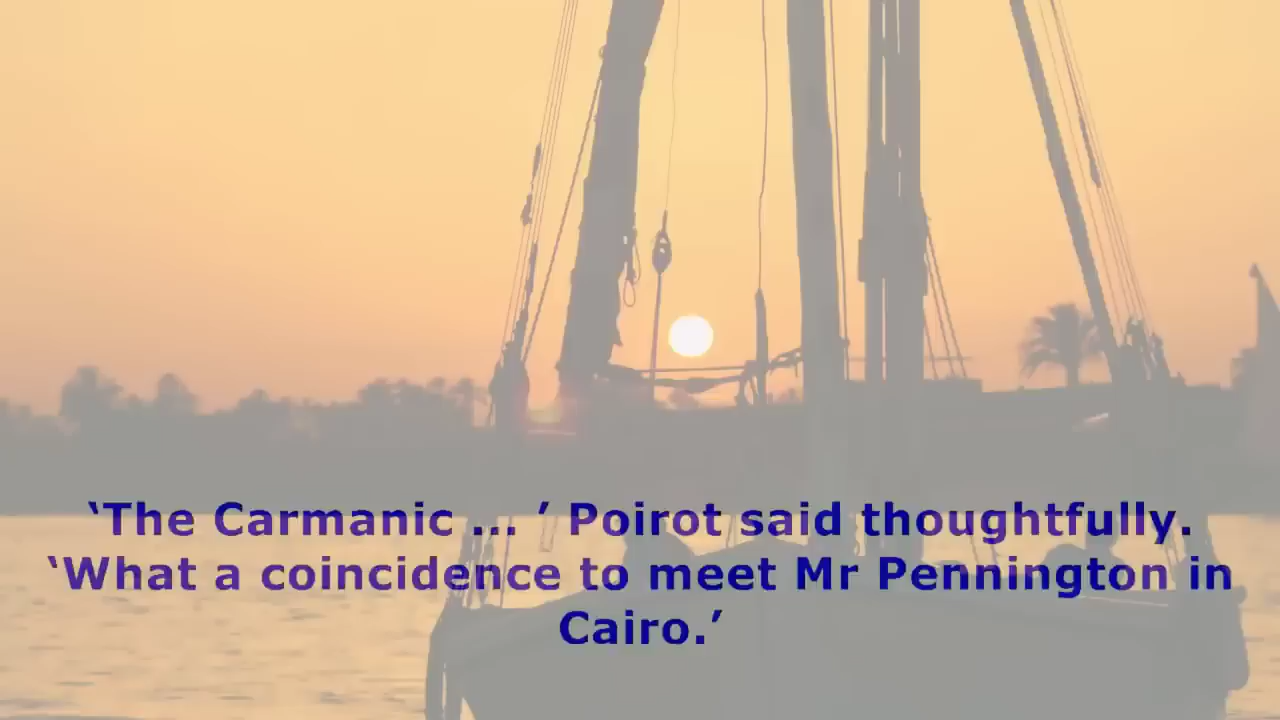 ‘The Carmanic ... ’ Poirot said thoughtfully.
‘What a coincidence to meet Mr Pennington in
Cairo.’